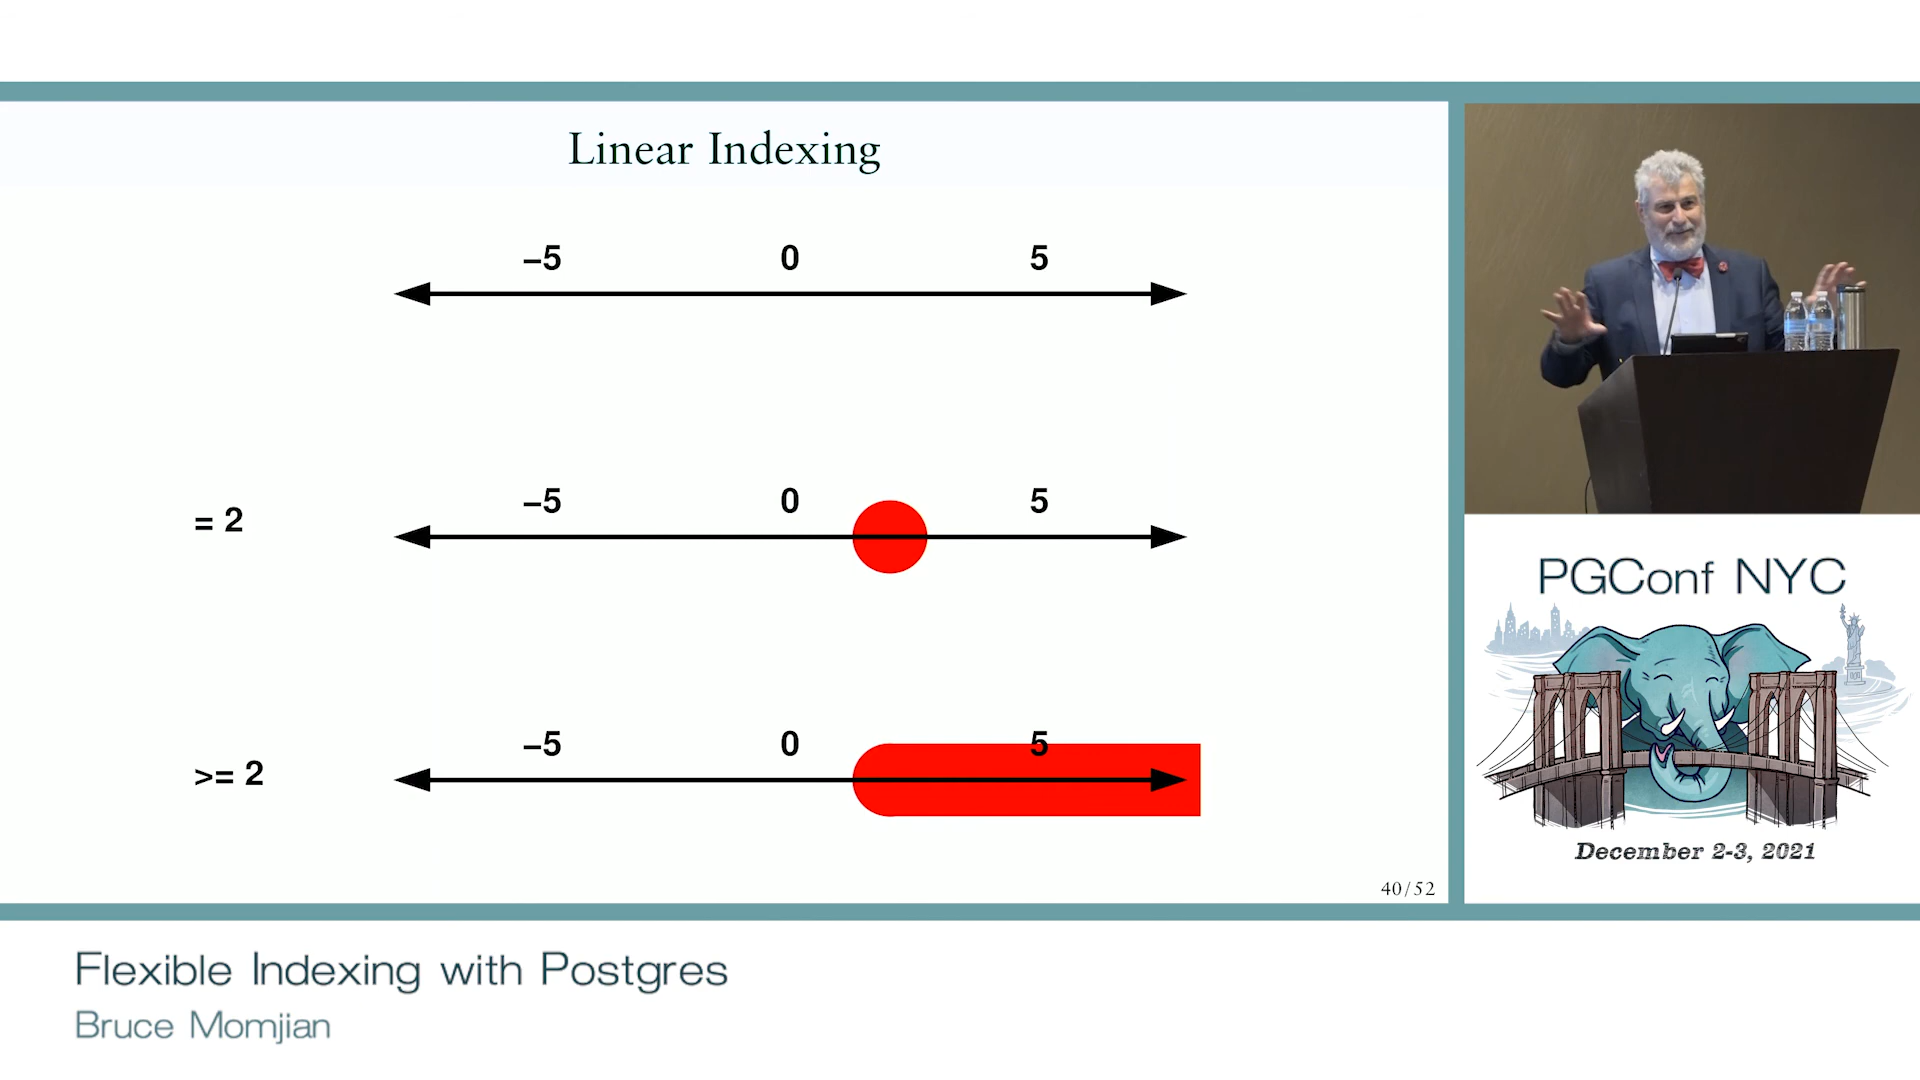 Linear Indexing
–5 0 5
= 2
–5 0 5
>= 2
–5 0 5
40/52
PGConf NYC
December 2-3, 2021
Flexible Indexing with Postgres
Bruce Momjian